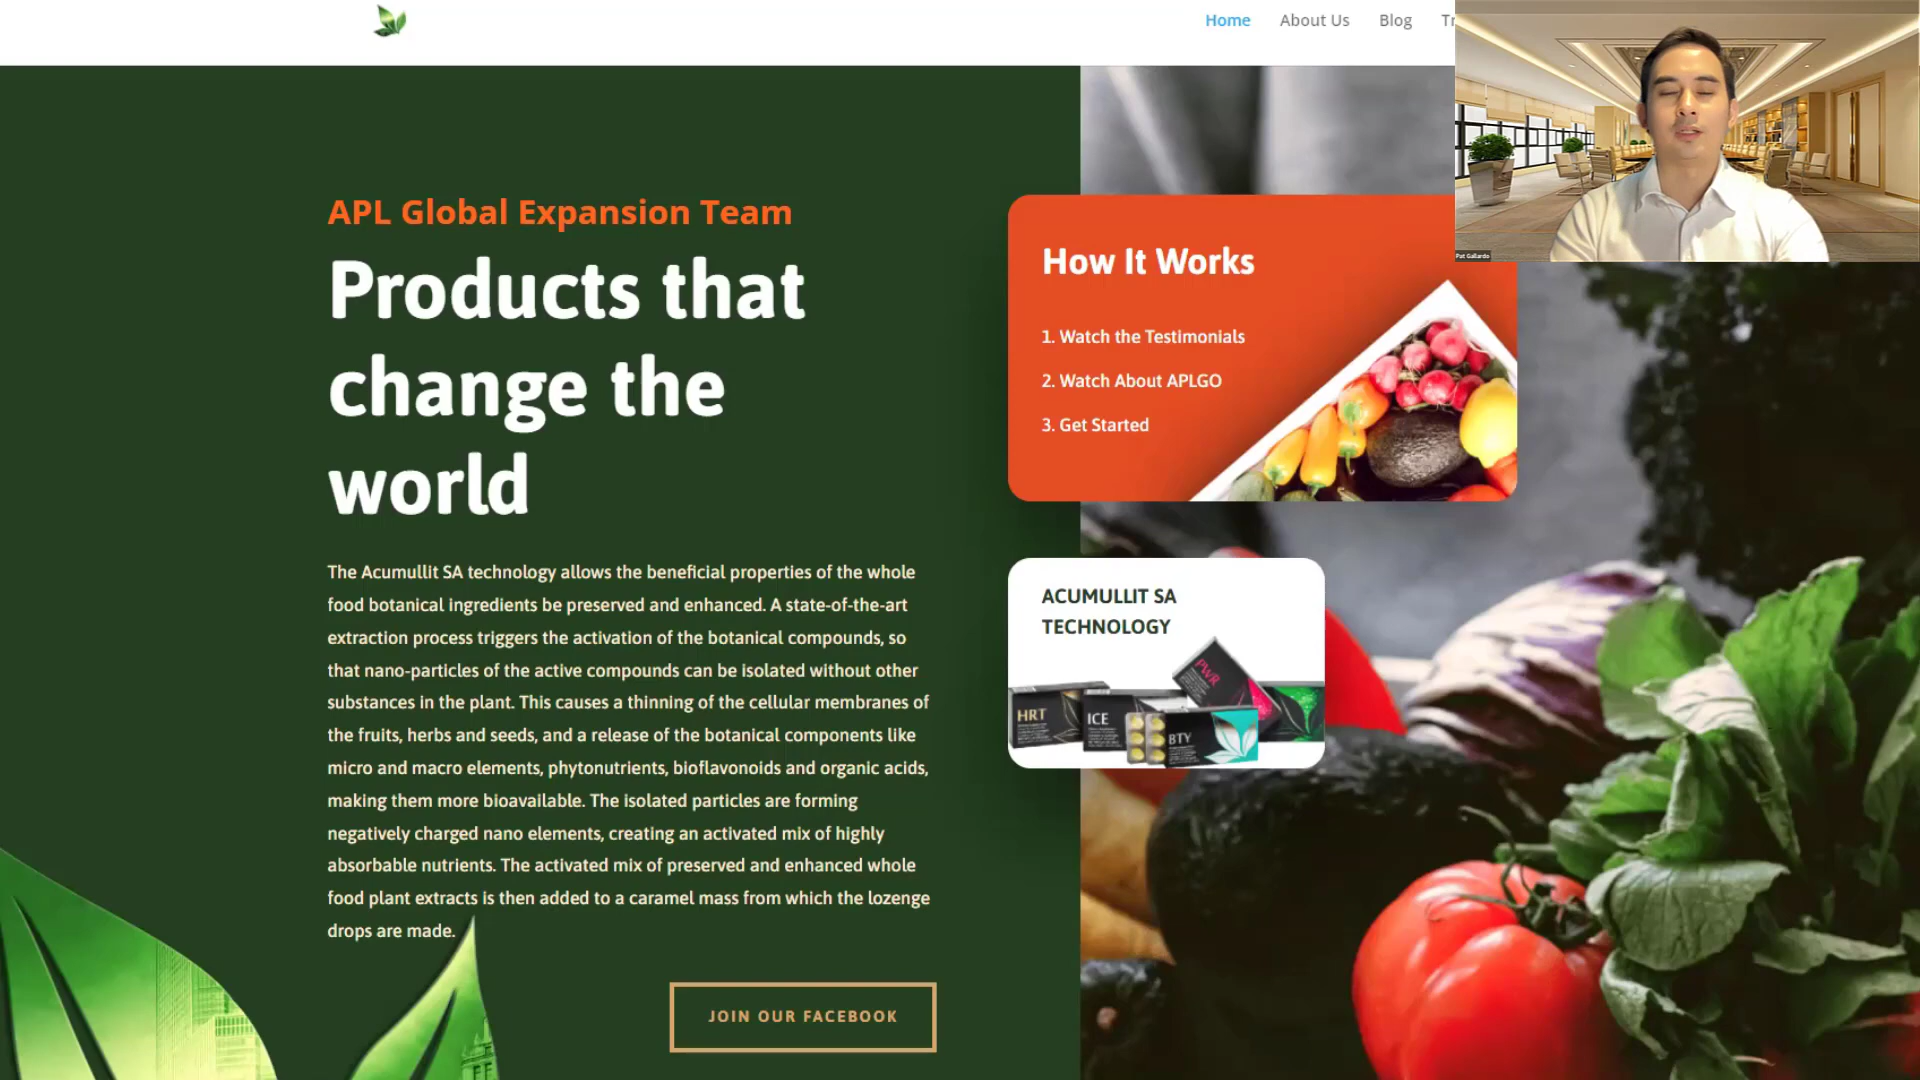 Home About Us Blog
Pat Gallardo
APL Global Expansion Team
Products that
change the
world
The Acumullit SA technology allows the beneficial properties of the whole
food botanical ingredients be preserved and enhanced. A state-of-the-art
extraction process triggers the activation of the botanical compounds, so
that nano-particles of the active compounds can be isolated without other
substances in the plant. This causes a thinning of the cellular membranes of
the fruits, herbs and seeds, and a release of the botanical components like
micro and macro elements, phytonutrients, bioflavonoids and organic acids,
making them more bioavailable. The isolated particles are forming
negatively charged nano elements, creating an activated mix of highly
absorbable nutrients. The activated mix of preserved and enhanced whole
food plant extracts is then added to a caramel mass from which the lozenge
drops are made.
JOIN OUR FACEBOOK
How It Works
1. Watch the Testimonials
2. Watch About APLGO
3. Get Started
ACUMULLIT SA
TECHNOLOGY
PWR
HRT
ICE
BTY